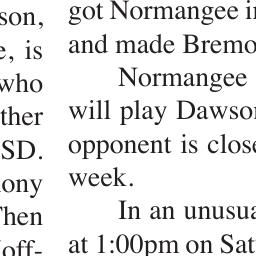 son,
e, is
who
ther
SD.
ony
Then
off-
got Normangee in
and made Bremo
Normangee
will play Dawson
opponent is close
week.
In an unusua
at 1:00pm on Sat